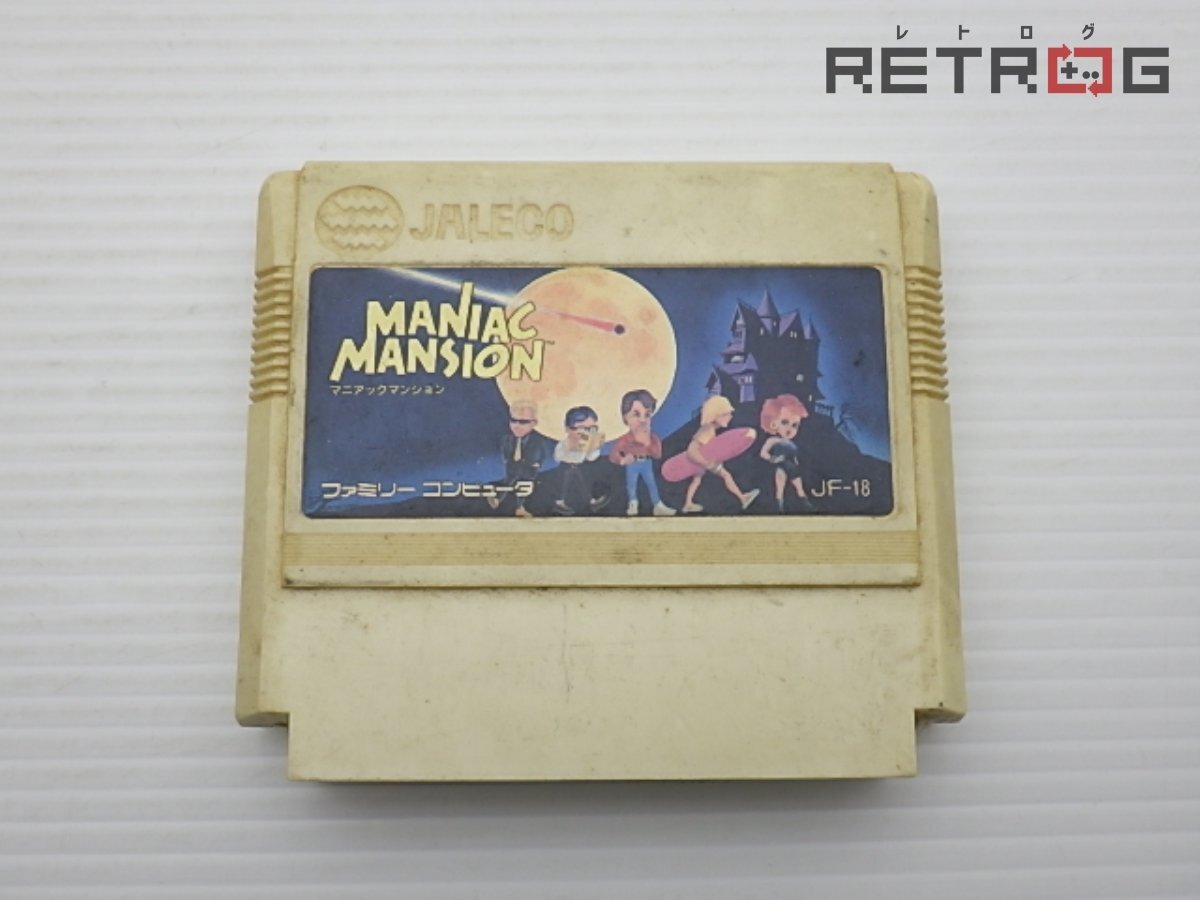 レトログ
RETROG
JALECO
MANIAC
MANSION™
マニアックマンション
ファミリー コンピュータ
JF-18